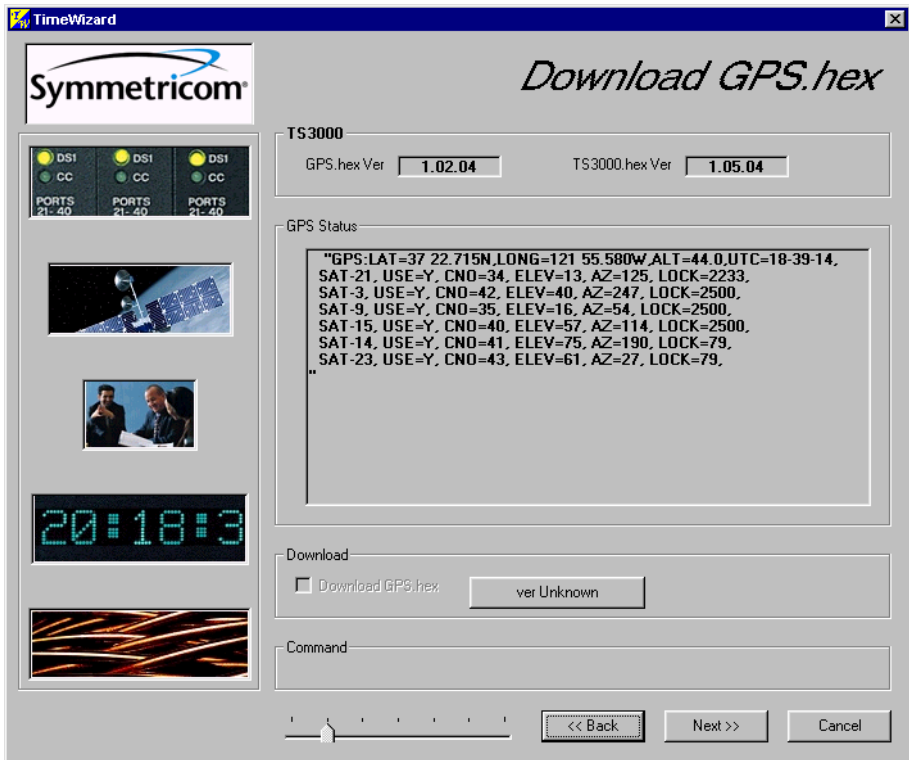 TimeWizard
Symmetricom
Download GPS.hex
DS1 DS1 DS1
CC CC CC
PORTS PORTS PORTS
21- 40 21- 40 21- 40
20:18:3
TS3000
GPS.hex Ver 1.02.04 TS3000.hex Ver 1.05.04
GPS Status
"GPS:LAT=37 22.715N,LONG=121 55.580W,ALT=44.0,UTC=18-39-14,
SAT-21, USE=Y, CNO=34, ELEV=13, AZ=125, LOCK=2233,
SAT-3, USE=Y, CNO=42, ELEV=40, AZ=247, LOCK=2500,
SAT-9, USE=Y, CNO=35, ELEV=16, AZ=54, LOCK=2500,
SAT-15, USE=Y, CNO=40, ELEV=57, AZ=114, LOCK=2500,
SAT-14, USE=Y, CNO=41, ELEV=75, AZ=190, LOCK=79,
SAT-23, USE=Y, CNO=43, ELEV=61, AZ=27, LOCK=79,
"
Download
Download GPS.hex ver Unknown
Command
<< Back Next >> Cancel